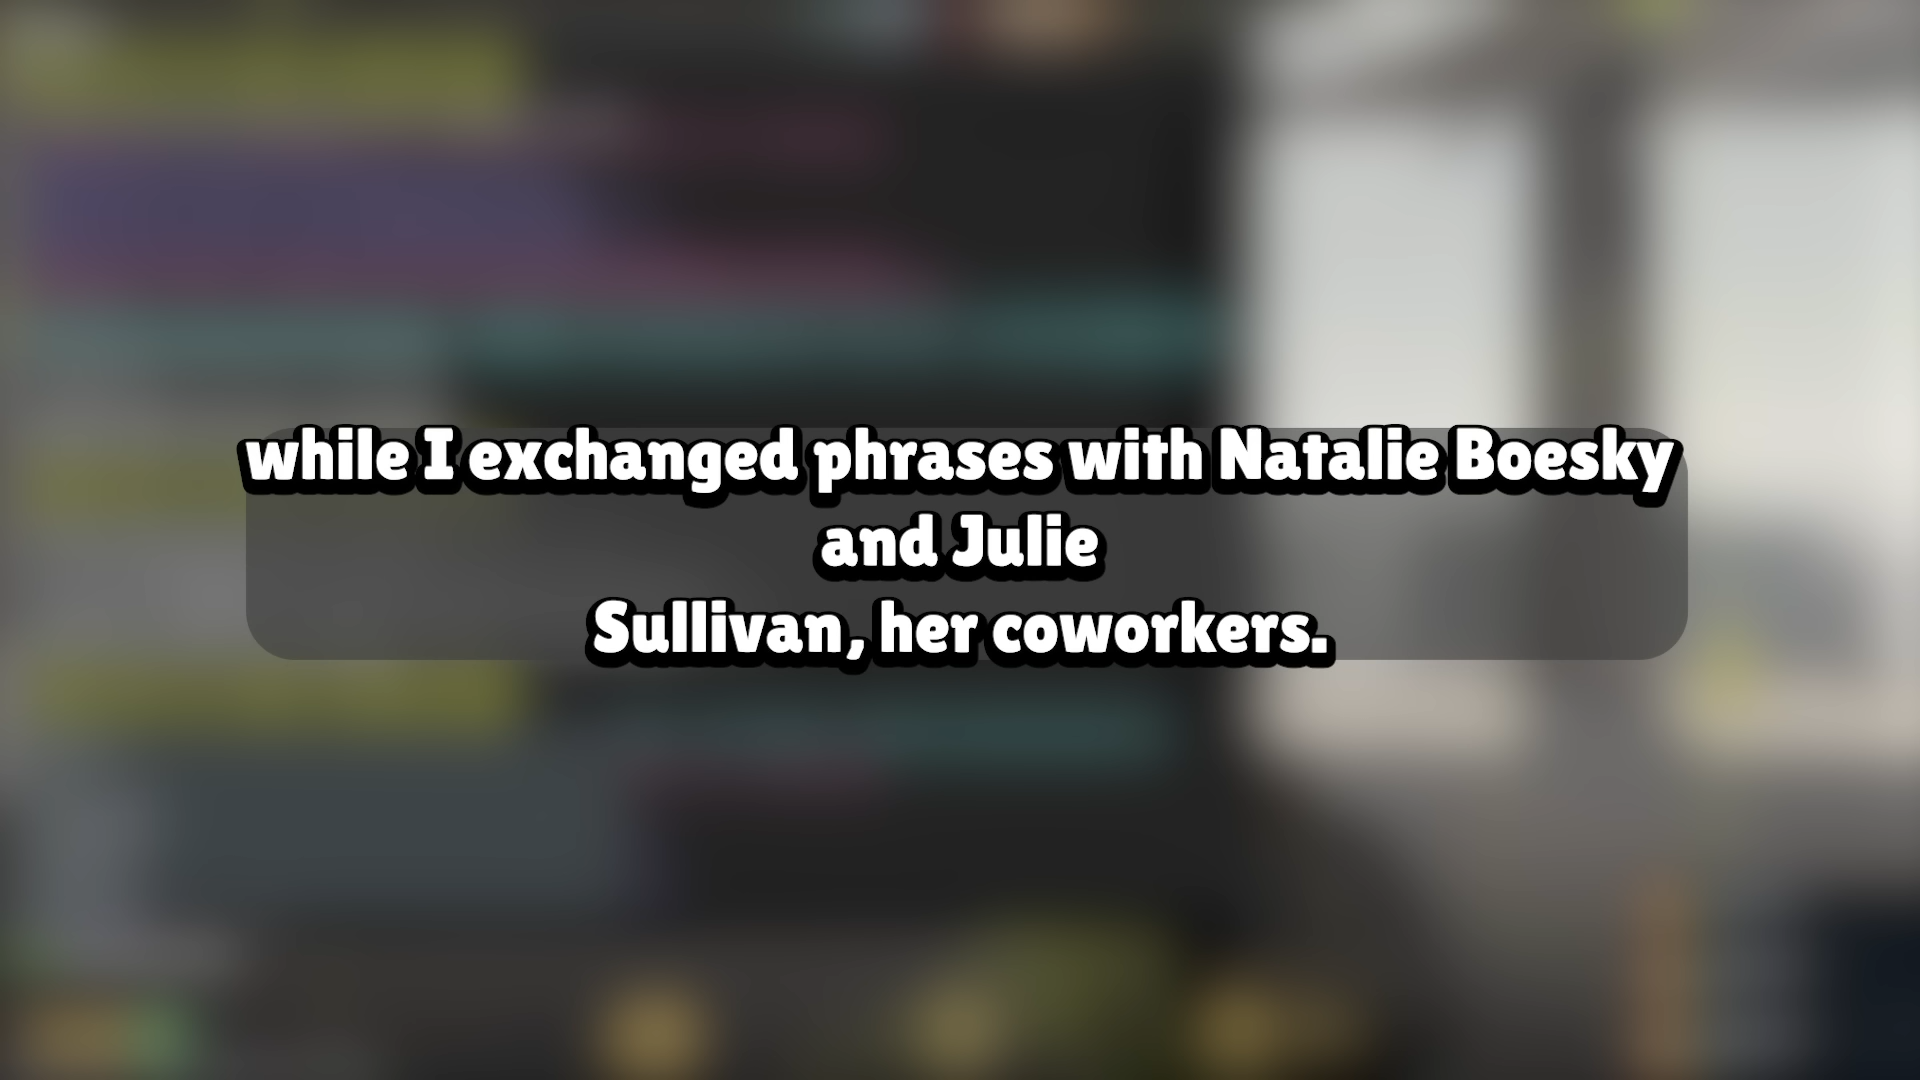 while I exchanged phrases with Natalie Boesky
and Julie
Sullivan, her coworkers.